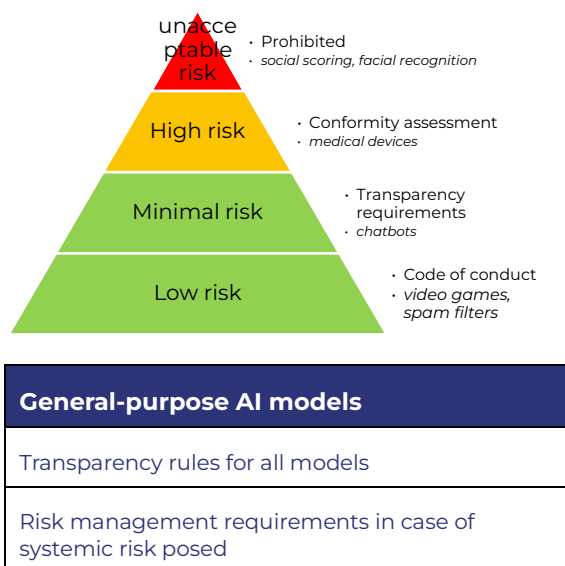 unacce
ptable
risk
• Prohibited
• social scoring, facial recognition
High risk
• Conformity assessment
• medical devices
Minimal risk
• Transparency
requirements
• chatbots
Low risk
• Code of conduct
• video games,
spam filters
General-purpose AI models
Transparency rules for all models
Risk management requirements in case of
systemic risk posed